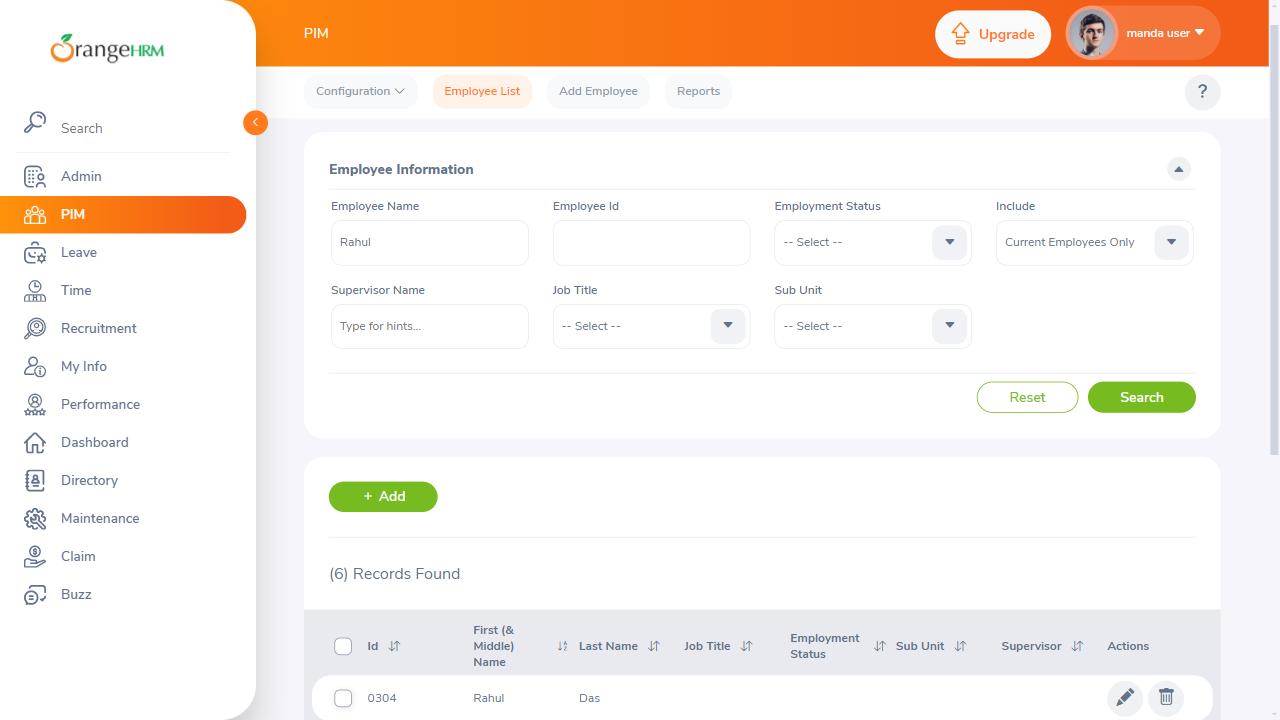 OrangeHRM
PIM
Upgrade
manda user
Configuration
Employee List
Add Employee
Reports
?
Search
Admin
PIM
Leave
Time
Recruitment
My Info
Performance
Dashboard
Directory
Maintenance
Claim
Buzz
Employee Information
Employee Name
Employee Id
Employment Status
Include
Rahul
-- Select --
Current Employees Only
Supervisor Name
Job Title
Sub Unit
Type for hints...
-- Select --
-- Select --
Reset
Search
+ Add
(6) Records Found
Id
First (& Middle) Name
Last Name
Job Title
Employment Status
Sub Unit
Supervisor
Actions
0304
Rahul
Das